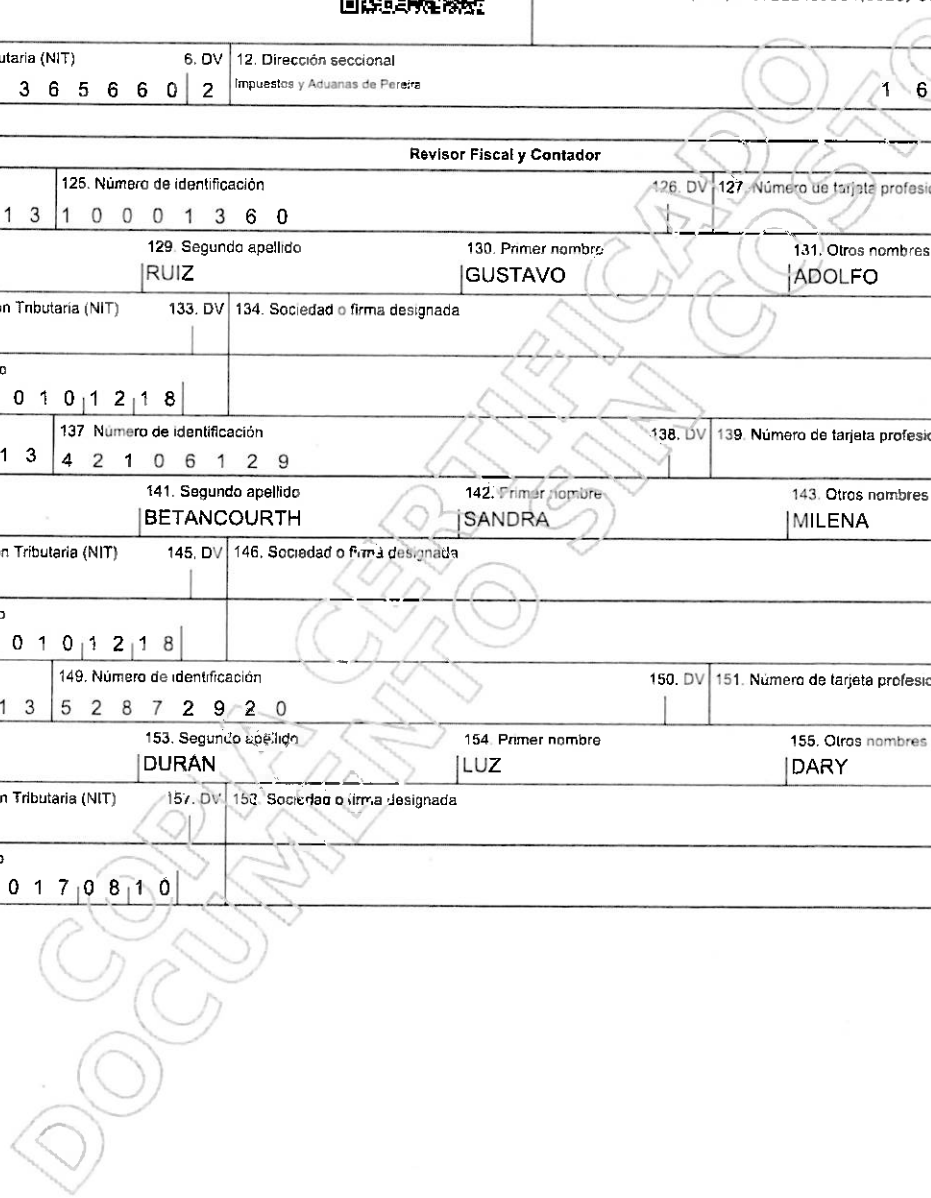 utaria (NIT) 6. DV 12. Dirección seccional
3 6 5 6 6 0 2 Impuestos y Aduanas de Pereira 1 6
Revisor Fiscal y Contador
125. Número de identificación 126. DV 127. Número de tarjeta profesio
1 3 1 0 0 0 1 3 6 0
129. Segundo apellido 130. Primer nombre 131. Otros nombres
RUIZ GUSTAVO ADOLFO
ón Tributaria (NIT) 133. DV 134. Sociedad o firma designada
o
0 1 0 1 2 1 8
137 Número de identificación 138. DV 139. Número de tarjeta profesio
1 3 4 2 1 0 6 1 2 9
141. Segundo apellido 142. Primer nombre 143. Otros nombres
BETANCOURTH SANDRA MILENA
n Tributaria (NIT) 145. DV 146. Sociedad o firma designada
o
0 1 0 1 2 1 8
149. Número de identificación 150. DV 151. Número de tarjeta profesio
1 3 5 2 8 7 2 9 2 0
153. Segundo apellido 154. Primer nombre 155. Otros nombres
DURÁN LUZ DARY
n Tributaria (NIT) 157. DV 158. Sociedad o firma designada
o
0 1 7 0 8 1 0
COPIA CERTIFICADO
DOCUMENTO SIN COSTO